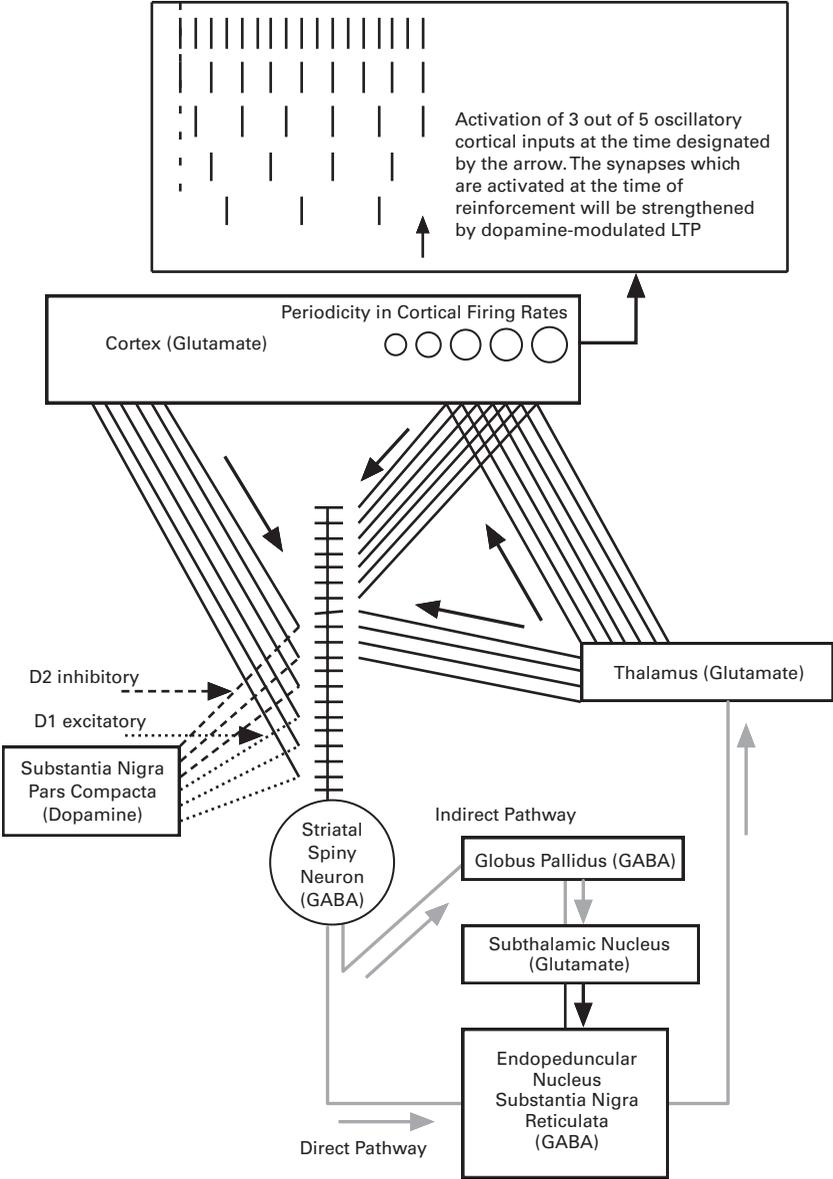 Activation of 3 out of 5 oscillatory
cortical inputs at the time designated
by the arrow. The synapses which
are activated at the time of
reinforcement will be strengthened
by dopamine-modulated LTP
Periodicity in Cortical Firing Rates
Cortex (Glutamate)
Thalamus (Glutamate)
D2 inhibitory
D1 excitatory
Substantia Nigra
Pars Compacta
(Dopamine)
Striatal
Spiny
Neuron
(GABA)
Indirect Pathway
Globus Pallidus (GABA)
Subthalamic Nucleus
(Glutamate)
Endopeduncular
Nucleus
Substantia Nigra
Reticulata
(GABA)
Direct Pathway